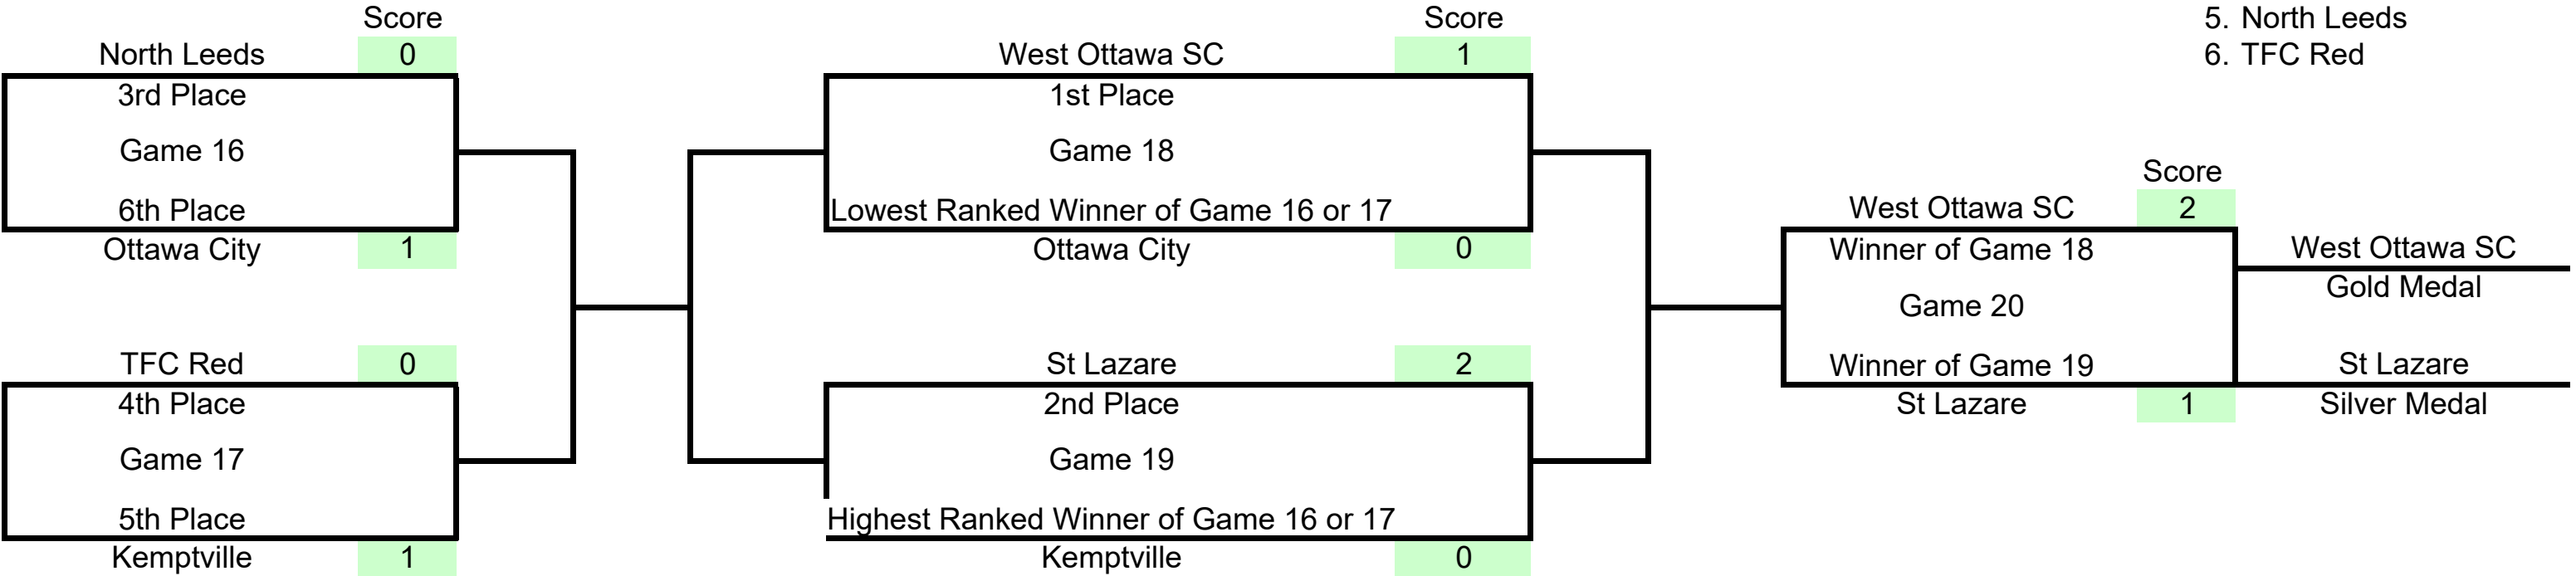 Score
North Leeds 0
3rd Place
Game 16
6th Place
Ottawa City 1
TFC Red 0
4th Place
Game 17
5th Place
Kemptville 1
Score
West Ottawa SC 1
1st Place
Game 18
Lowest Ranked Winner of Game 16 or 17
Ottawa City 0
St Lazare 2
2nd Place
Game 19
Highest Ranked Winner of Game 16 or 17
Kemptville 0
Score
West Ottawa SC 2
Winner of Game 18
Game 20
Winner of Game 19
St Lazare 1
5. North Leeds
6. TFC Red
West Ottawa SC
Gold Medal
St Lazare
Silver Medal